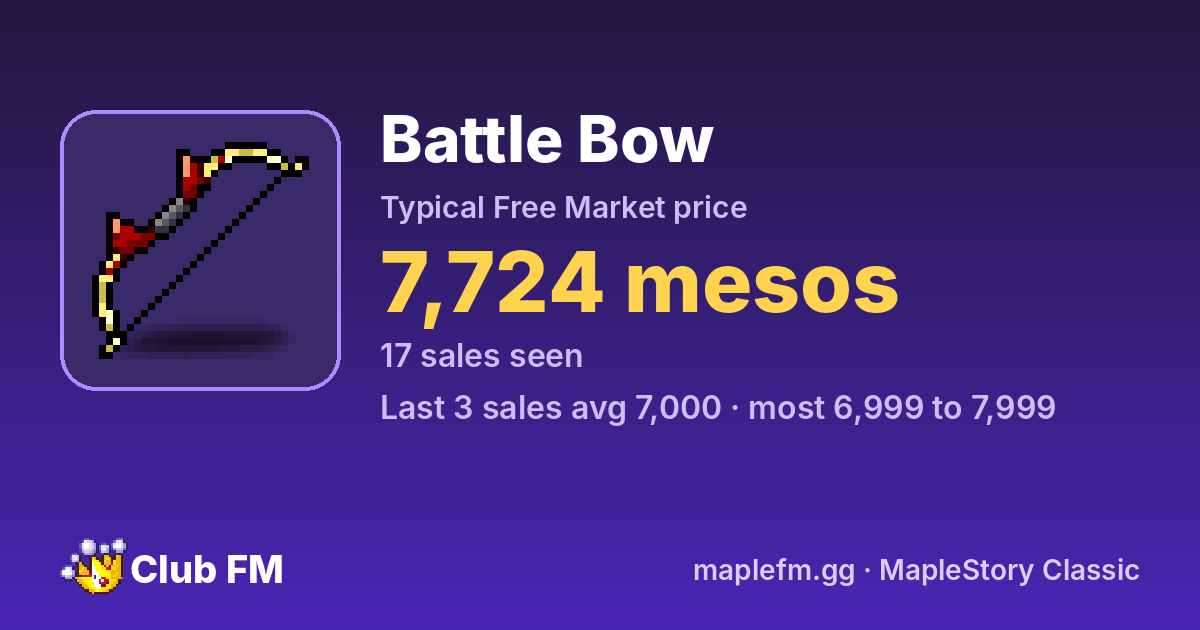 Battle Bow
Typical Free Market price
7,724 mesos
17 sales seen
Last 3 sales avg 7,000 · most 6,999 to 7,999
Club FM
maplefm.gg · MapleStory Classic